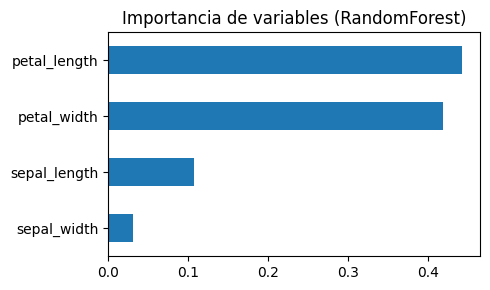 Importancia de variables (RandomForest)
petal_length
petal_width
sepal_length
sepal_width
0.0 0.1 0.2 0.3 0.4